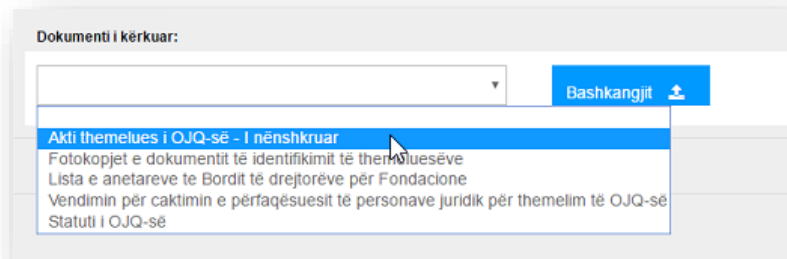 Dokumenti i kërkuar:
Bashkangjit
Akti themelues i OJQ-së - I nënshkruar
Fotokopjet e dokumentit të identifikimit të themeluesëve
Lista e anetareve te Bordit të drejtorëve për Fondacione
Vendimin për caktimin e përfaqësuesit të personave juridik për themelim të OJQ-së
Statuti i OJQ-së